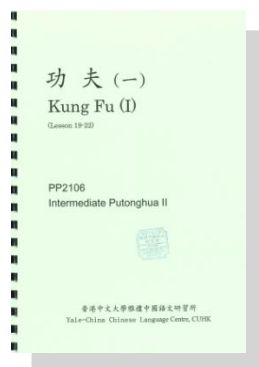 功 夫 (一)
Kung Fu (I)
(Lesson 19-22)
PP2106
Intermediate Putonghua II
香港中文大學雅禮中國語文研習所
Yale-China Chinese Language Centre, CUHK